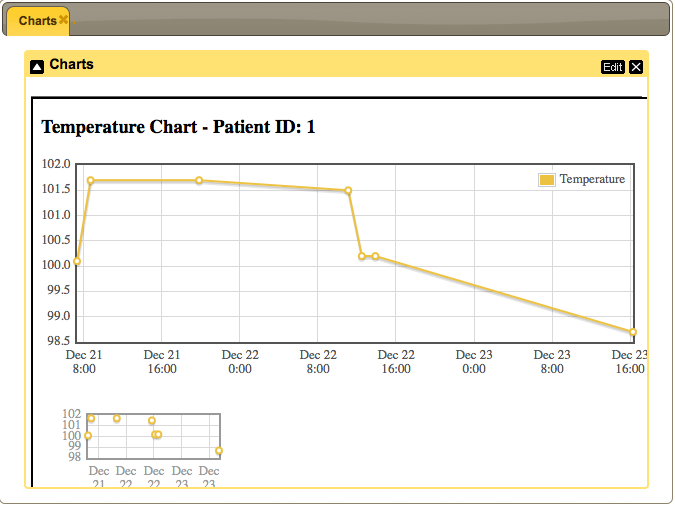 Charts
Charts
Edit
Temperature Chart - Patient ID: 1
Temperature
102.0
101.5
101.0
100.5
100.0
99.5
99.0
98.5
Dec 21 Dec 21 Dec 22 Dec 22 Dec 22 Dec 23 Dec 23 Dec 23
8:00 16:00 0:00 8:00 16:00 0:00 8:00 16:00
102
101
100
99
98
Dec Dec Dec Dec Dec
21 22 22 23 23